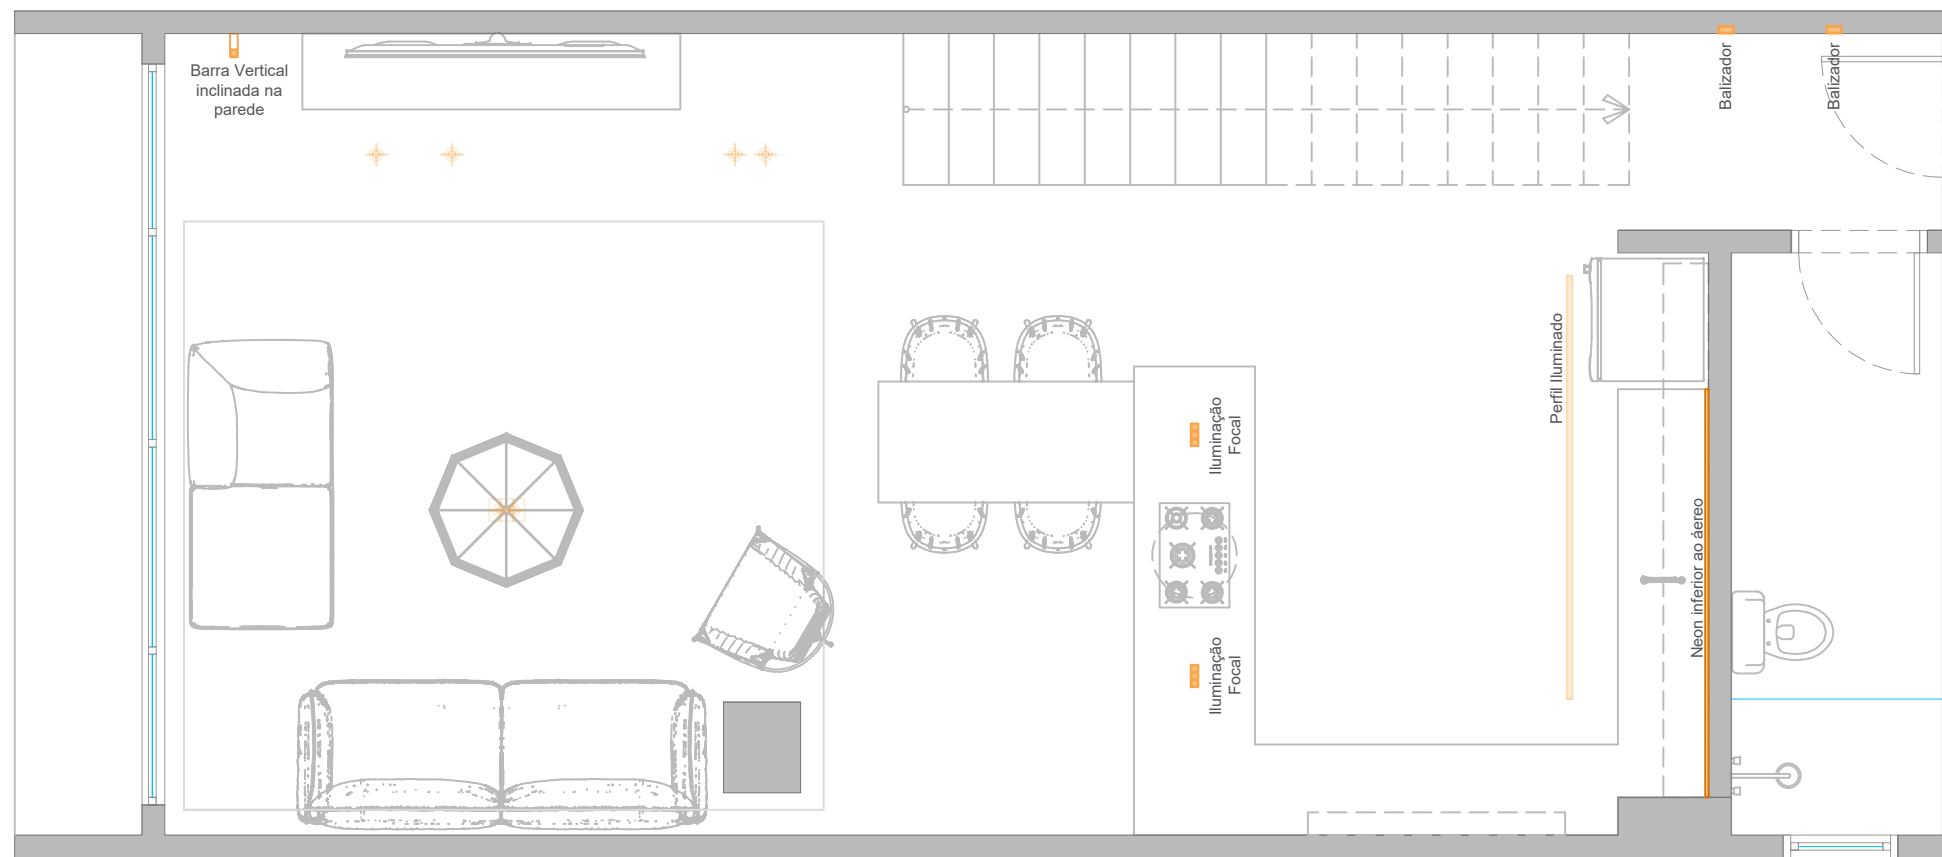 Barra Vertical
inclinada na
parede
Balizador
Balizador
Perfil Iluminado
Iluminação
Focal
Neon inferior ao áereo
Iluminação
Focal